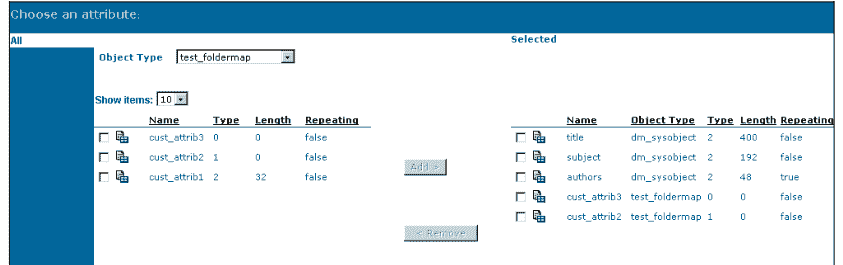 Choose an attribute:
All
Selected
Object Type test_foldermap
Show items: 10
Name Type Length Repeating
cust_attrib3 0 0 false
cust_attrib2 1 0 false
cust_attrib1 2 32 false
Add >
< Remove
Name Object Type Type Length Repeating
title dm_sysobject 2 400 false
subject dm_sysobject 2 192 false
authors dm_sysobject 2 48 true
cust_attrib3 test_foldermap 0 0 false
cust_attrib2 test_foldermap 1 0 false